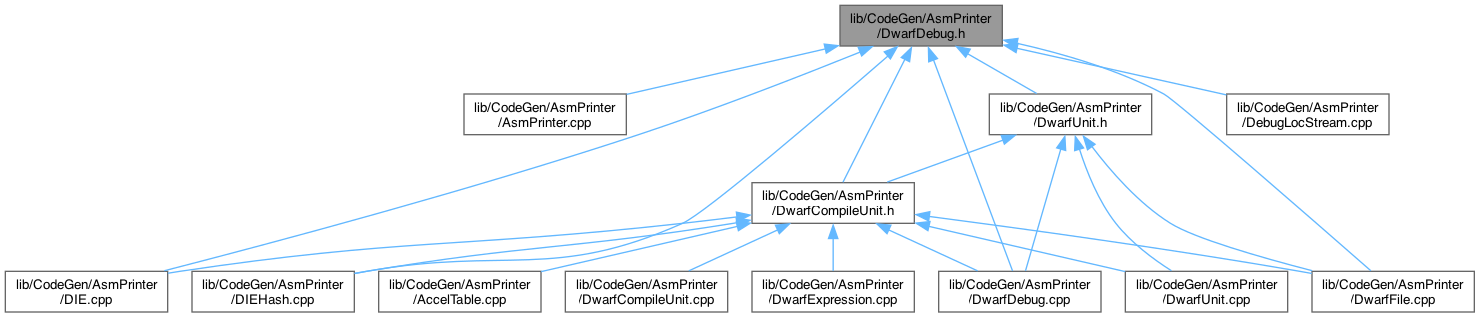 lib/CodeGen/AsmPrinter
/DwarfDebug.h
lib/CodeGen/AsmPrinter
/AsmPrinter.cpp
lib/CodeGen/AsmPrinter
/DwarfUnit.h
lib/CodeGen/AsmPrinter
/DebugLocStream.cpp
lib/CodeGen/AsmPrinter
/DwarfCompileUnit.h
lib/CodeGen/AsmPrinter
/DIE.cpp
lib/CodeGen/AsmPrinter
/DIEHash.cpp
lib/CodeGen/AsmPrinter
/AccelTable.cpp
lib/CodeGen/AsmPrinter
/DwarfCompileUnit.cpp
lib/CodeGen/AsmPrinter
/DwarfExpression.cpp
lib/CodeGen/AsmPrinter
/DwarfDebug.cpp
lib/CodeGen/AsmPrinter
/DwarfUnit.cpp
lib/CodeGen/AsmPrinter
/DwarfFile.cpp